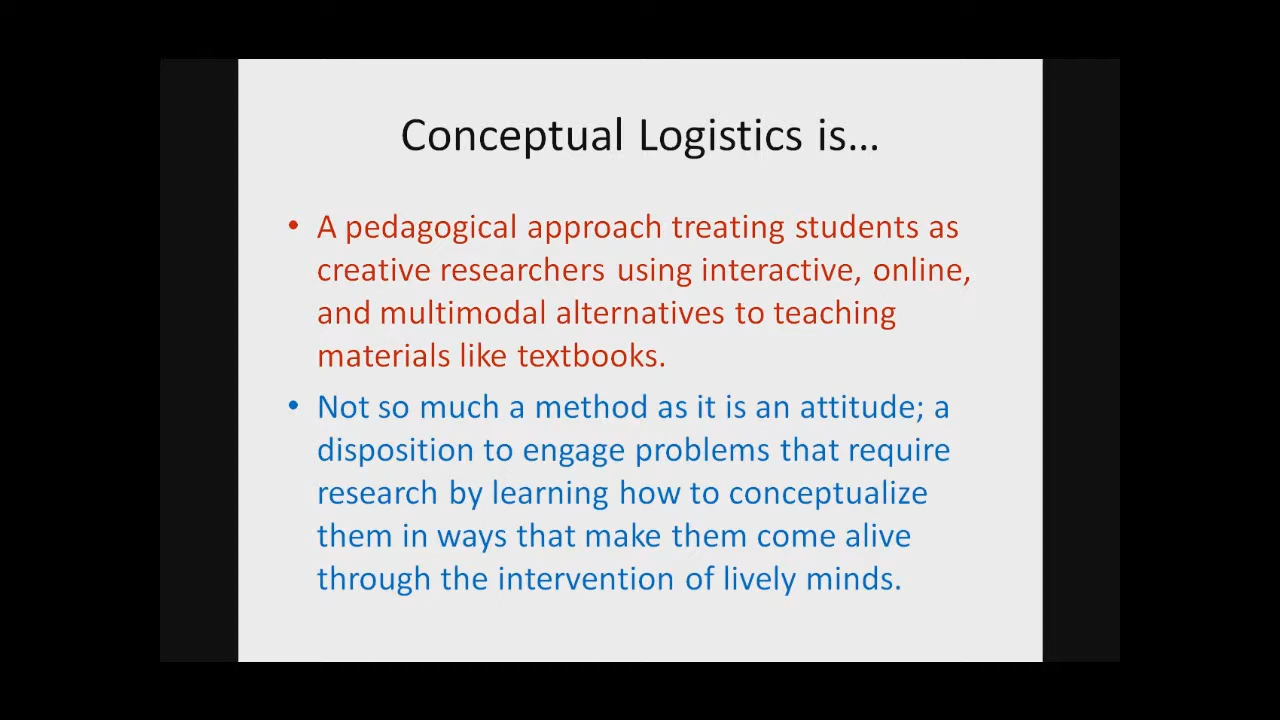 Conceptual Logistics is...
• A pedagogical approach treating students as
creative researchers using interactive, online,
and multimodal alternatives to teaching
materials like textbooks.
• Not so much a method as it is an attitude; a
disposition to engage problems that require
research by learning how to conceptualize
them in ways that make them come alive
through the intervention of lively minds.